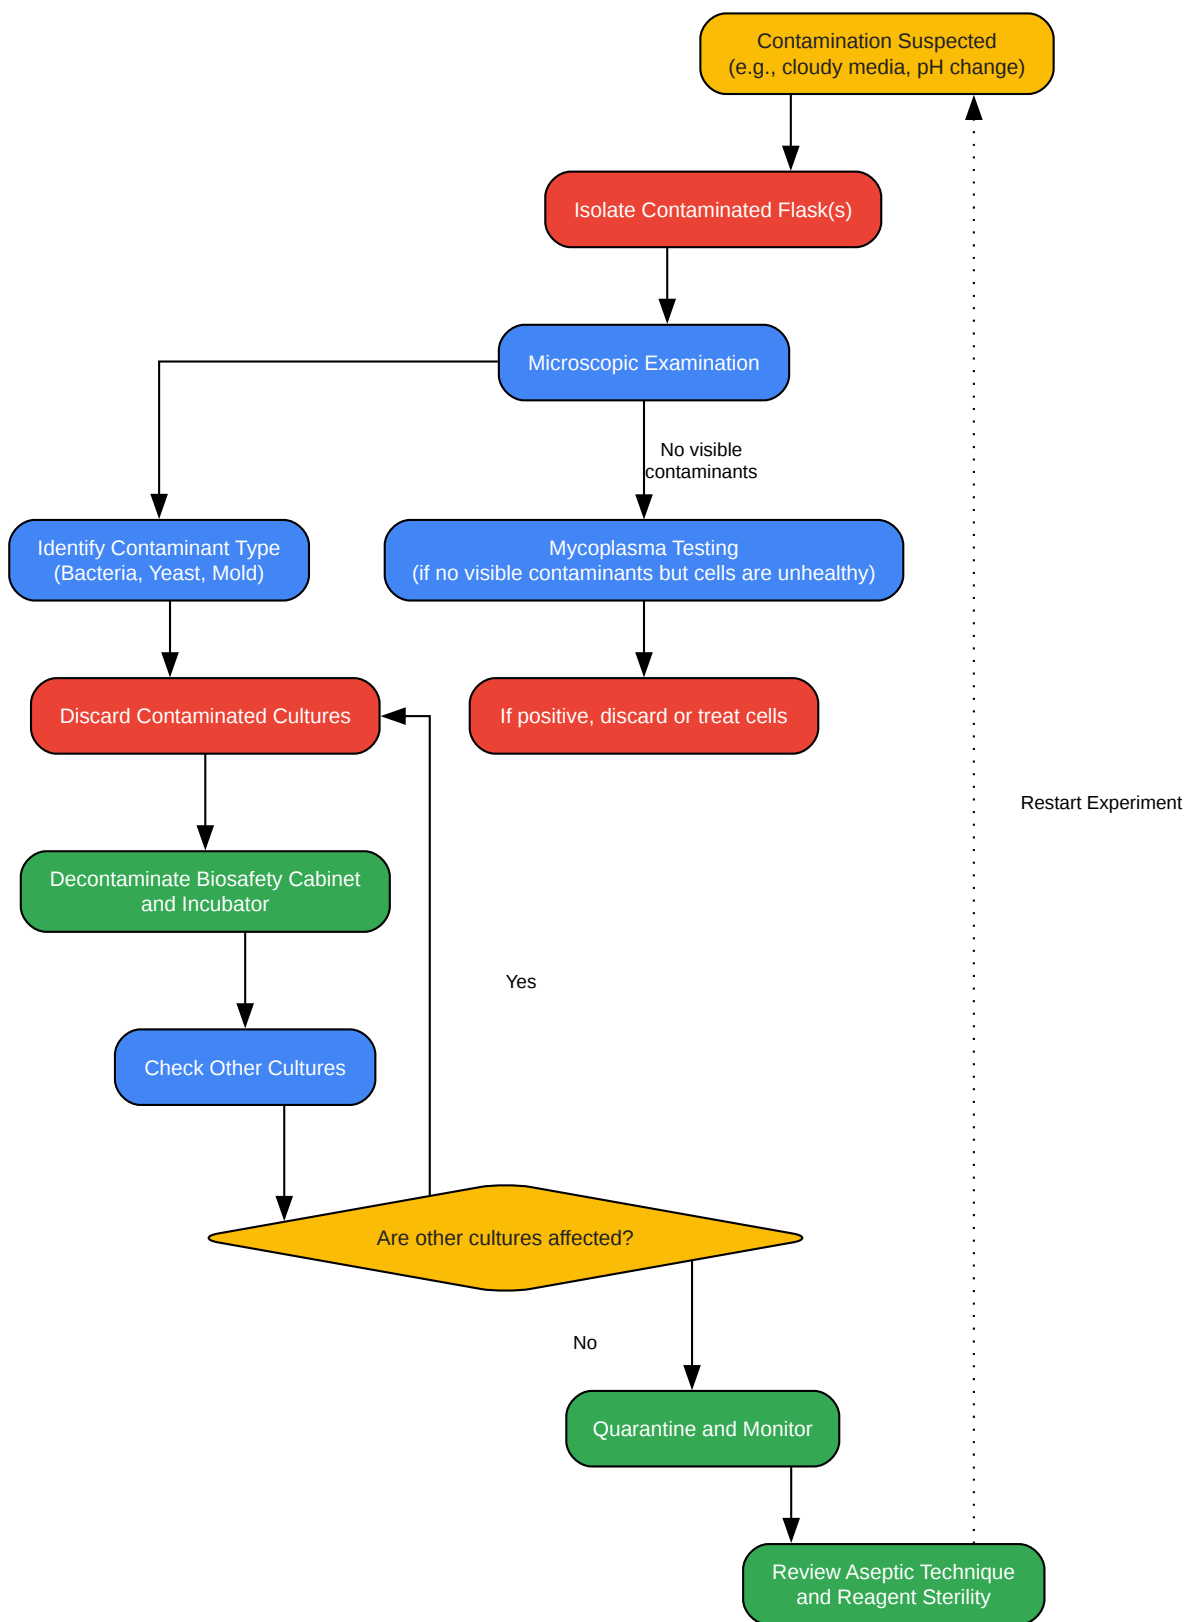 Contamination Suspected
(e.g., cloudy media, pH change)
Isolate Contaminated Flask(s)
Microscopic Examination
No visible
contaminants
Identify Contaminant Type
(Bacteria, Yeast, Mold)
Mycoplasma Testing
(if no visible contaminants but cells are unhealthy)
Discard Contaminated Cultures
If positive, discard or treat cells
Restart Experiment
Decontaminate Biosafety Cabinet
and Incubator
Yes
Check Other Cultures
Are other cultures affected?
No
Quarantine and Monitor
Review Aseptic Technique
and Reagent Sterility